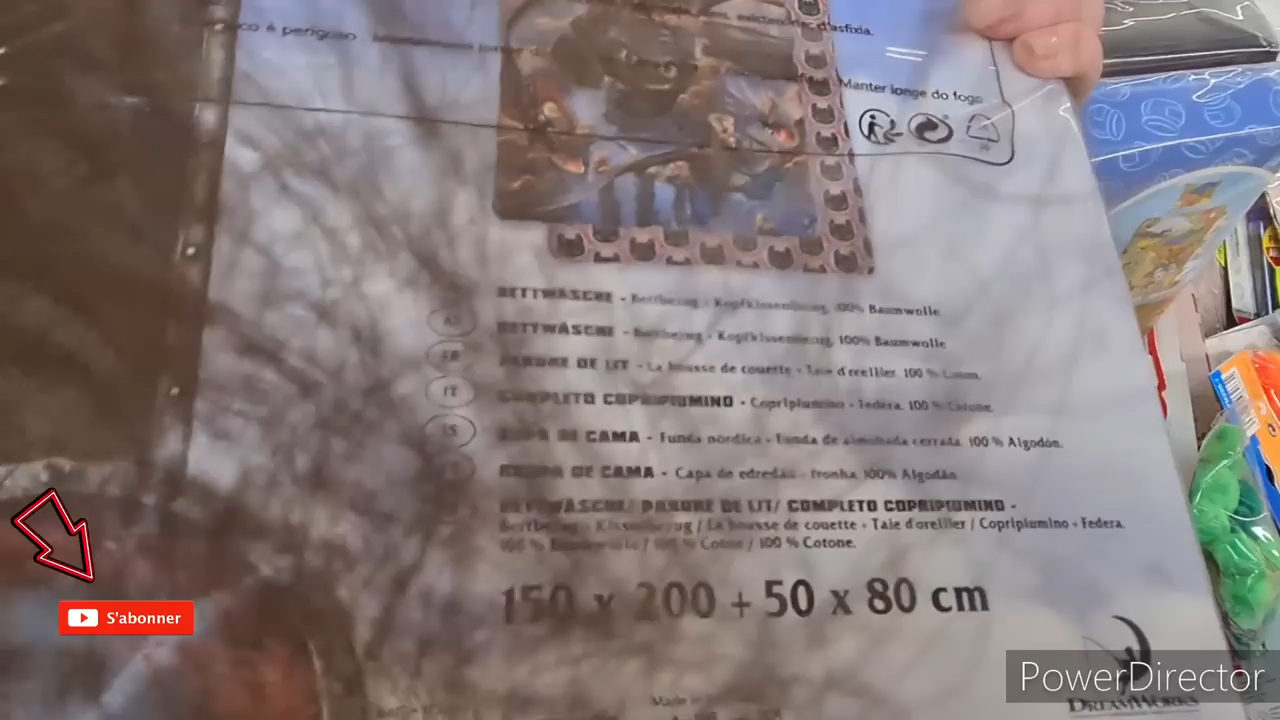 co é perigoso
d'asfixia.
Manter longe do fogo
BETTWÄSCHE - Bettbezug - Kopfkissenbezug, 100% Baumwolle
BETTWÄSCHE - Bettbezug - Kopfkissenbezug, 100% Baumwolle
PARURE DE LIT - La housse de couette - Taie d'oreiller. 100 % Coton.
COMPLETO COPRIPIUMINO - Copripiumino - Federa. 100 % Cotone.
ES
ROPA DE CAMA - Funda nórdica - Funda de almohada cerrada. 100 % Algodón.
ROUPA DE CAMA - Capa de edredão - fronha. 100% Algodão
BETTWÄSCHE/ PARURE DE LIT/ COMPLETO COPRIPIUMINO -
Bettbezug - Kissenbezug / La housse de couette - Taie d'oreiller / Copripiumino - Federa.
100 % Baumwolle / 100 % Coton / 100 % Cotone.
150 x 200 + 50 x 80 cm
S'abonner
Made in
DREAMWORKS
PowerDirector